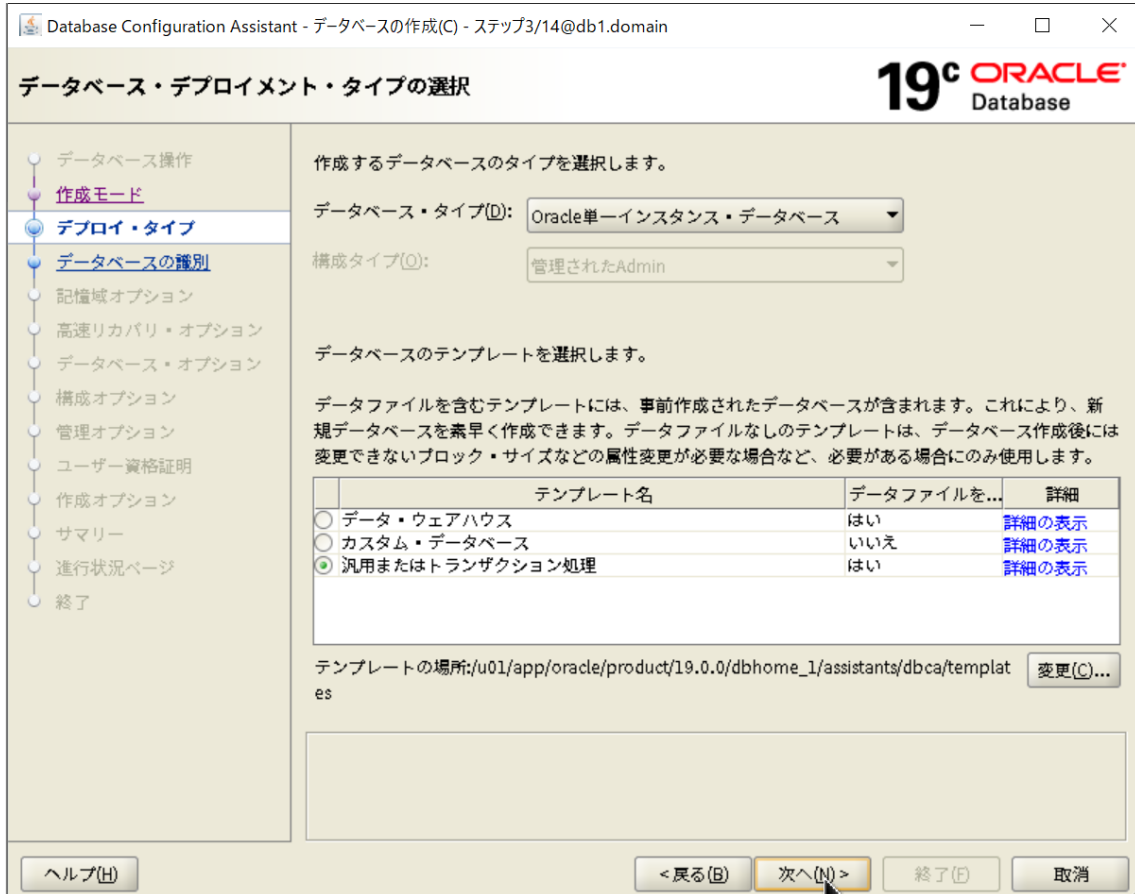 Database Configuration Assistant - データベースの作成(C) - ステップ3/14@db1.domain
データベース・デプロイメント・タイプの選択
19c ORACLE
Database
データベース操作
作成モード
デプロイ・タイプ
データベースの識別
記憶域オプション
高速リカバリ・オプション
データベース・オプション
構成オプション
管理オプション
ユーザー資格証明
作成オプション
サマリー
進行状況ページ
終了
作成するデータベースのタイプを選択します。
データベース・タイプ(D): Oracle単一インスタンス・データベース
構成タイプ(O): 管理されたAdmin
データベースのテンプレートを選択します。
データファイルを含むテンプレートには、事前作成されたデータベースが含まれます。これにより、新
規データベースを素早く作成できます。データファイルなしのテンプレートは、データベース作成後には
変更できないブロック・サイズなどの属性変更が必要な場合など、必要がある場合にのみ使用します。
テンプレート名 データファイルを... 詳細
データ・ウェアハウス はい 詳細の表示
カスタム・データベース いいえ 詳細の表示
汎用またはトランザクション処理 はい 詳細の表示
テンプレートの場所:/u01/app/oracle/product/19.0.0/dbhome_1/assistants/dbca/templat
es
変更(C)...
ヘルプ(H) <戻る(B) 次へ(N)> 終了(F) 取消